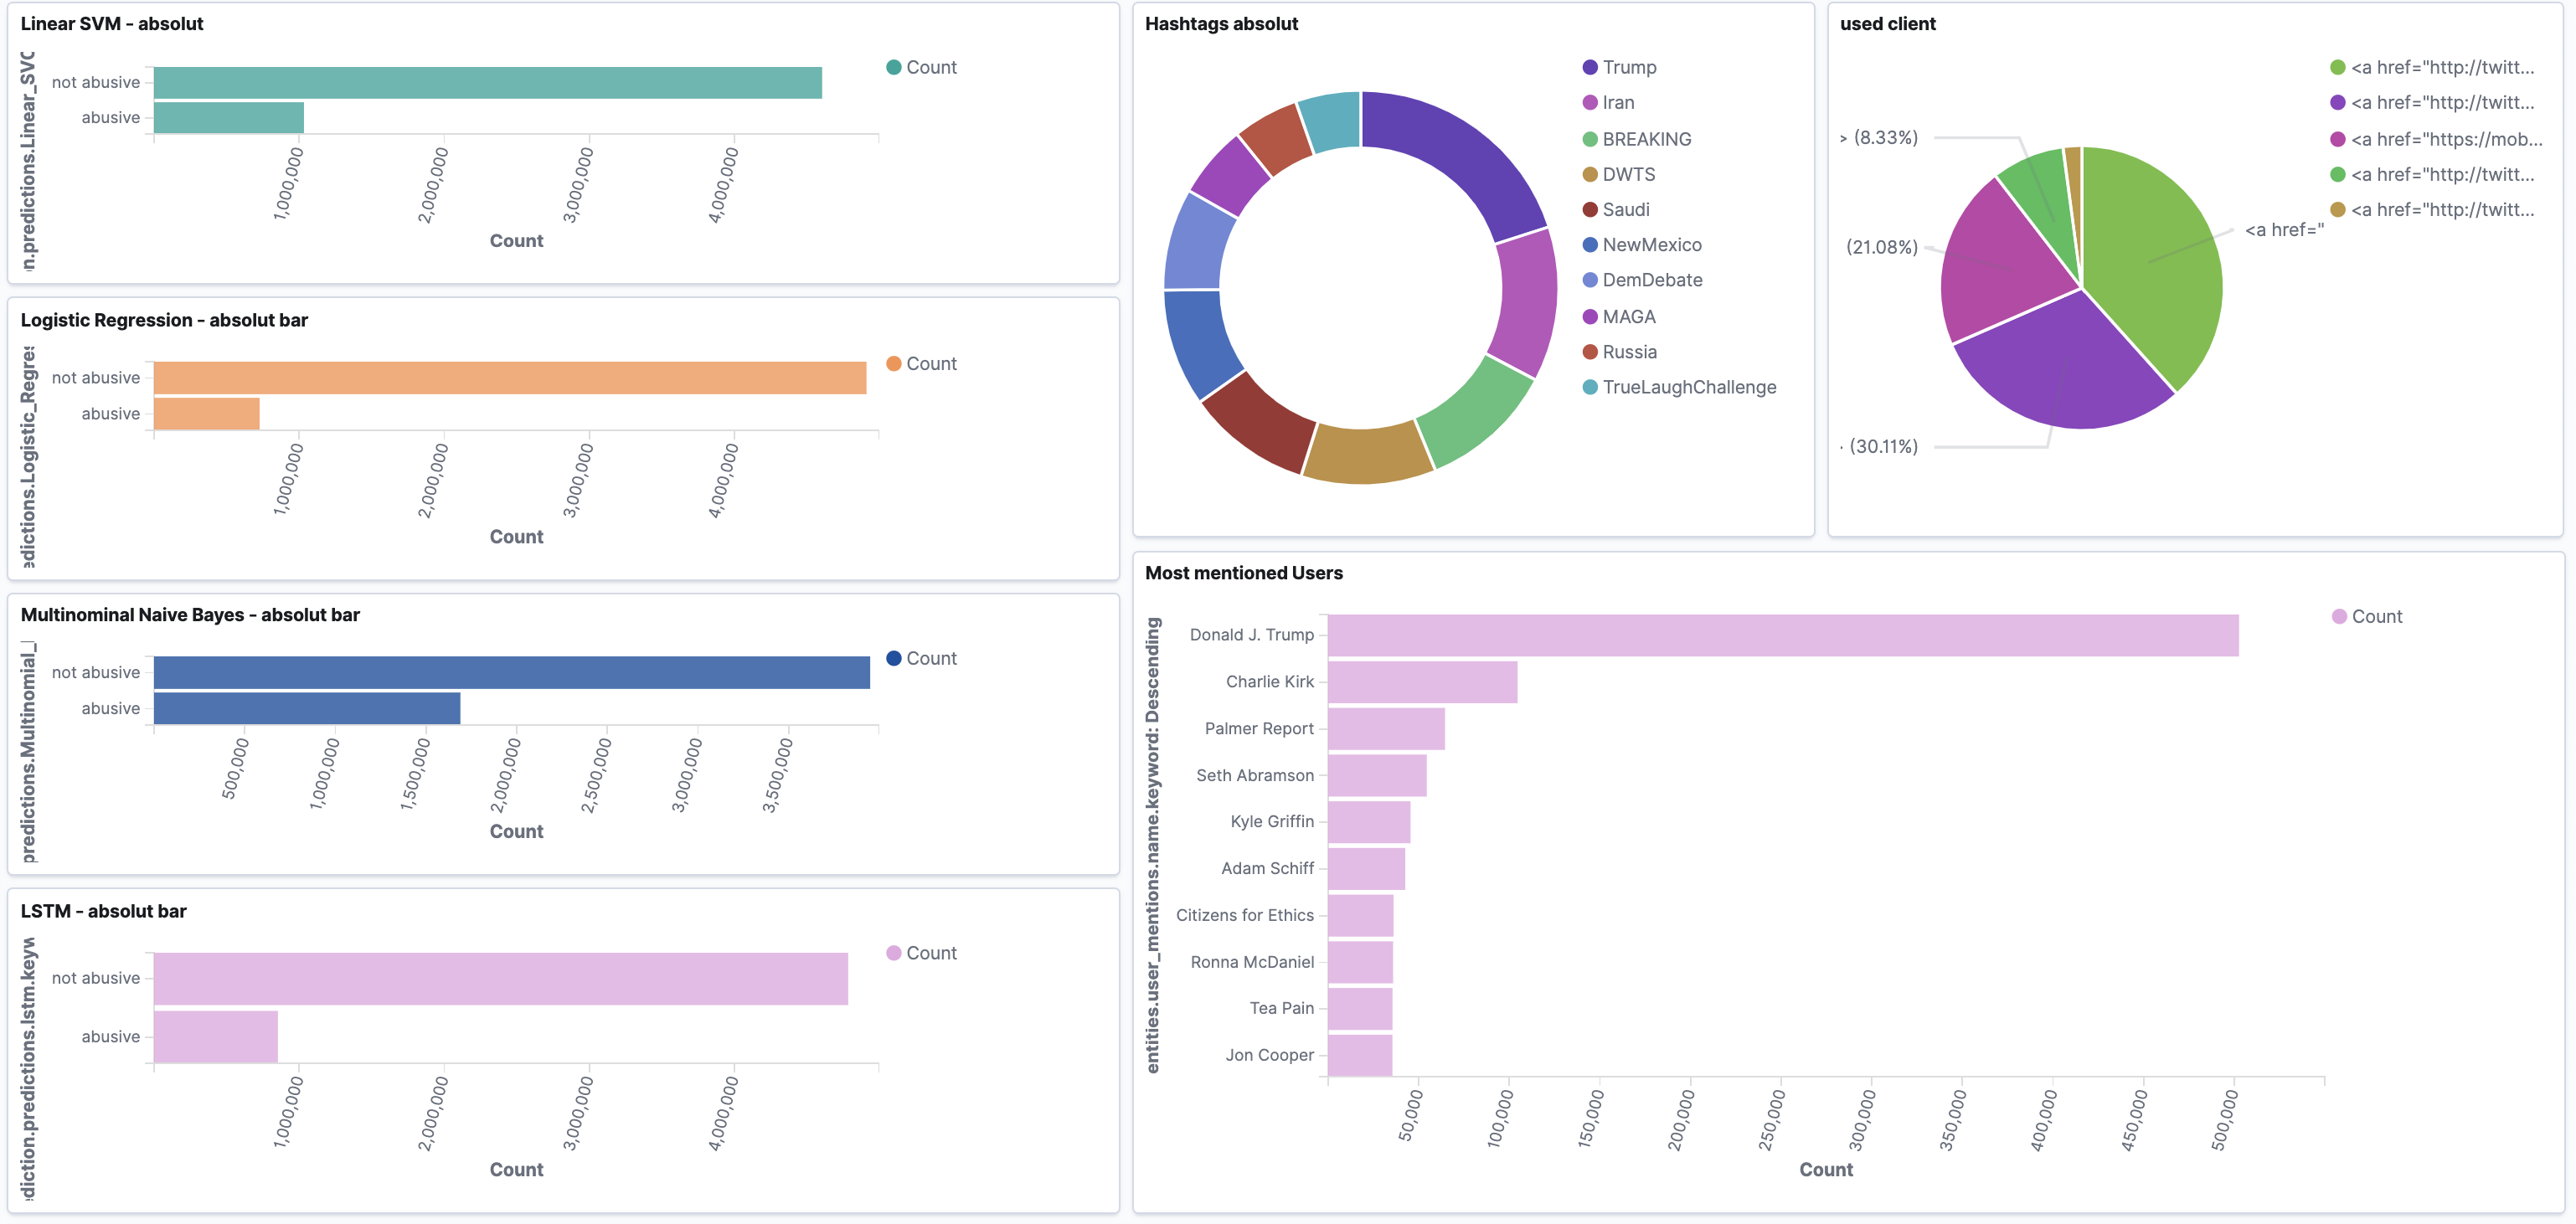 Linear SVM - absolut
n.predictions.Linear_SVC
not abusive
abusive
1,000,000
2,000,000
3,000,000
4,000,000
Count
Count
Logistic Regression - absolut bar
edictions.Logistic_Regres
not abusive
abusive
1,000,000
2,000,000
3,000,000
4,000,000
Count
Count
Multinominal Naive Bayes - absolut bar
predictions.Multinomial_
not abusive
abusive
500,000
1,000,000
1,500,000
2,000,000
2,500,000
3,000,000
3,500,000
Count
Count
LSTM - absolut bar
diction.predictions.lstm.keyw
not abusive
abusive
1,000,000
2,000,000
3,000,000
4,000,000
Count
Count
Hashtags absolut
Trump
Iran
BREAKING
DWTS
Saudi
NewMexico
DemDebate
MAGA
Russia
TrueLaughChallenge
used client
> (8.33%)
(21.08%)
(30.11%)
<a href="
<a href="http://twitt...
<a href="http://twitt...
<a href="https://mob...
<a href="http://twitt...
<a href="http://twitt...
Most mentioned Users
entities.user_mentions.name.keyword: Descending
Donald J. Trump
Charlie Kirk
Palmer Report
Seth Abramson
Kyle Griffin
Adam Schiff
Citizens for Ethics
Ronna McDaniel
Tea Pain
Jon Cooper
50,000
100,000
150,000
200,000
250,000
300,000
350,000
400,000
450,000
500,000
Count
Count